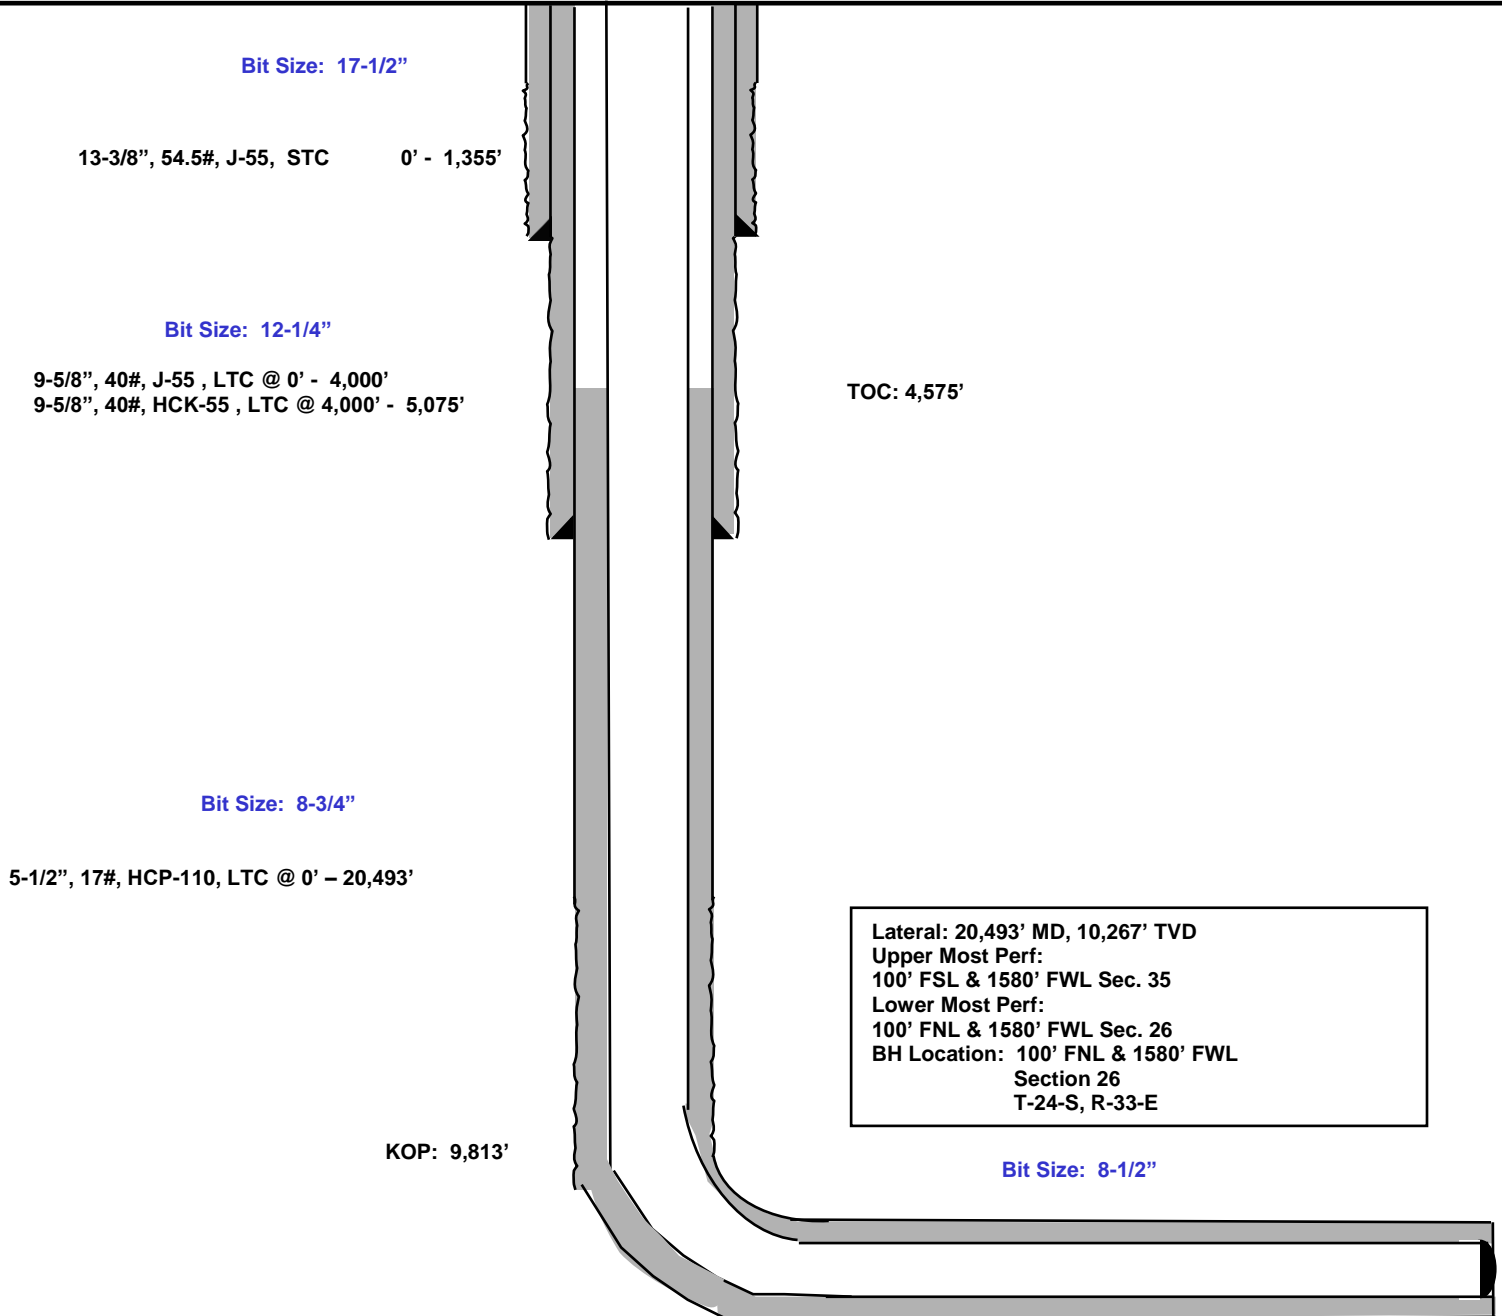 Bit Size: 17-1/2”
13-3/8”, 54.5#, J-55, STC 0’ - 1,355’
Bit Size: 12-1/4”
9-5/8”, 40#, J-55 , LTC @ 0’ - 4,000’
9-5/8”, 40#, HCK-55 , LTC @ 4,000’ - 5,075’
TOC: 4,575’
Bit Size: 8-3/4”
5-1/2”, 17#, HCP-110, LTC @ 0’ – 20,493’
Lateral: 20,493’ MD, 10,267’ TVD
Upper Most Perf:
100’ FSL & 1580’ FWL Sec. 35
Lower Most Perf:
100’ FNL & 1580’ FWL Sec. 26
BH Location: 100’ FNL & 1580’ FWL
Section 26
T-24-S, R-33-E
KOP: 9,813’
Bit Size: 8-1/2”